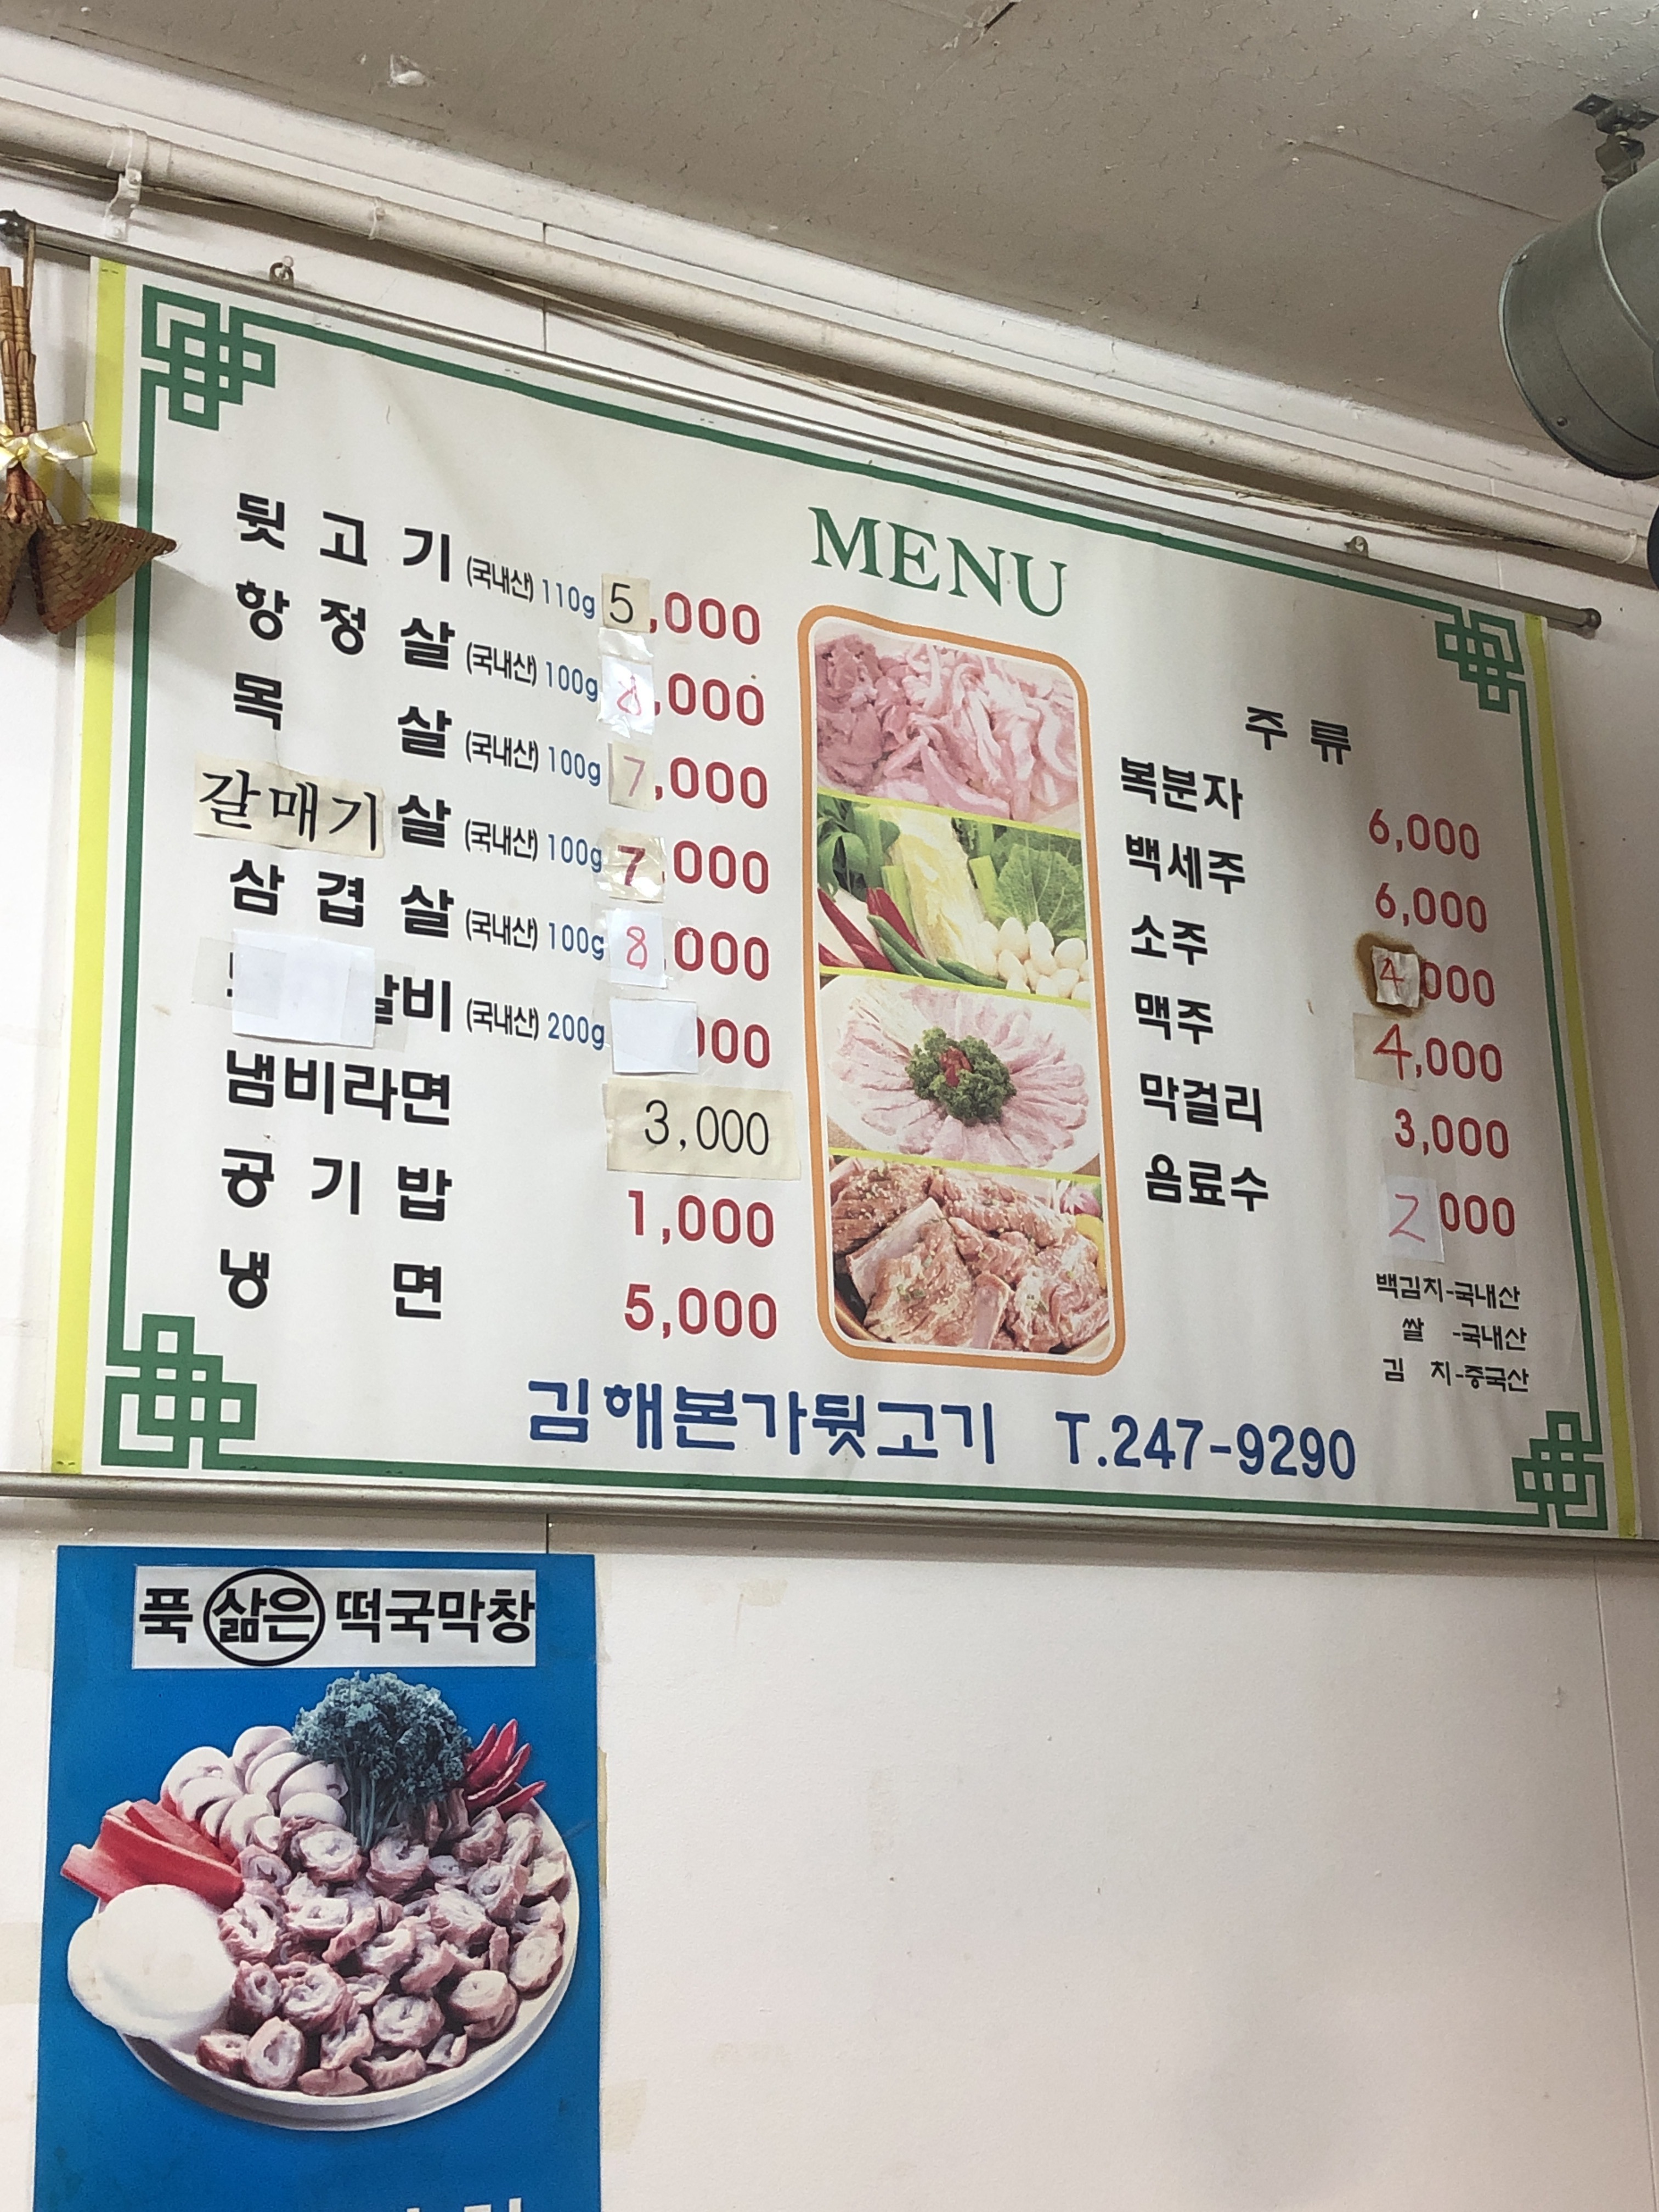 MENU
뒷고기 (국내산) 110g 5,000
항정살 (국내산) 100g 8,000
목살 (국내산) 100g 7,000
갈매기살 (국내산) 100g 7,000
삼겹살 (국내산) 100g 8,000
갈비 (국내산) 200g 000
냄비라면 3,000
공기밥 1,000
냉면 5,000
주류
복분자 6,000
백세주 6,000
소주 4,000
맥주 4,000
막걸리 3,000
음료수 2,000
백김치-국내산
쌀 -국내산
김 치-중국산
김해본가뒷고기 T.247-9290
푹 삶은 떡국막창